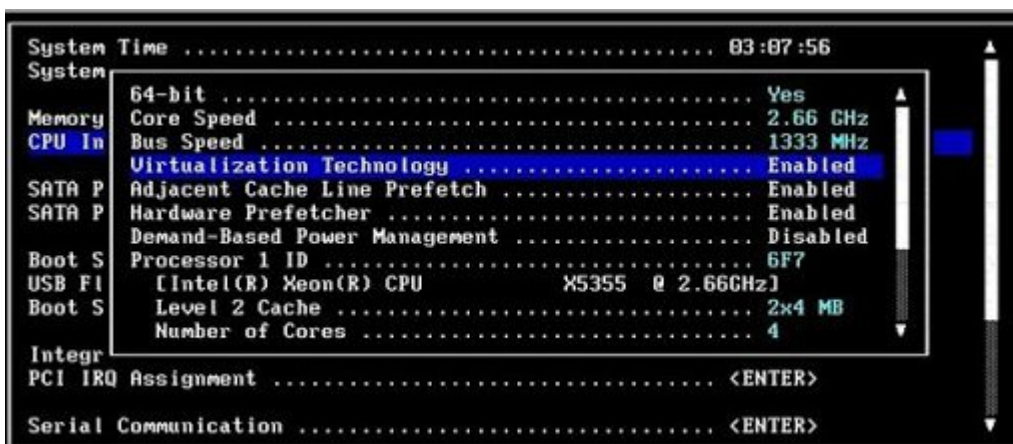 System Time ............................................. 03:07:56
System
64-bit ............................................. Yes
Memory
Core Speed ......................................... 2.66 GHz
CPU In
Bus Speed .......................................... 1333 MHz
Virtualization Technology ......................... Enabled
SATA P
Adjacent Cache Line Prefetch ...................... Enabled
SATA P
Hardware Prefetcher ............................... Enabled
Demand-Based Power Management .................... Disabled
Boot S
Processor 1 ID ..................................... 6F7
USB Fl
[Intel(R) Xeon(R) CPU X5355 @ 2.66GHz]
Boot S
Level 2 Cache ..................................... 2x4 MB
Number of Cores ................................... 4
Integr
PCI IRQ Assignment ...................................... <ENTER>
Serial Communication .................................... <ENTER>